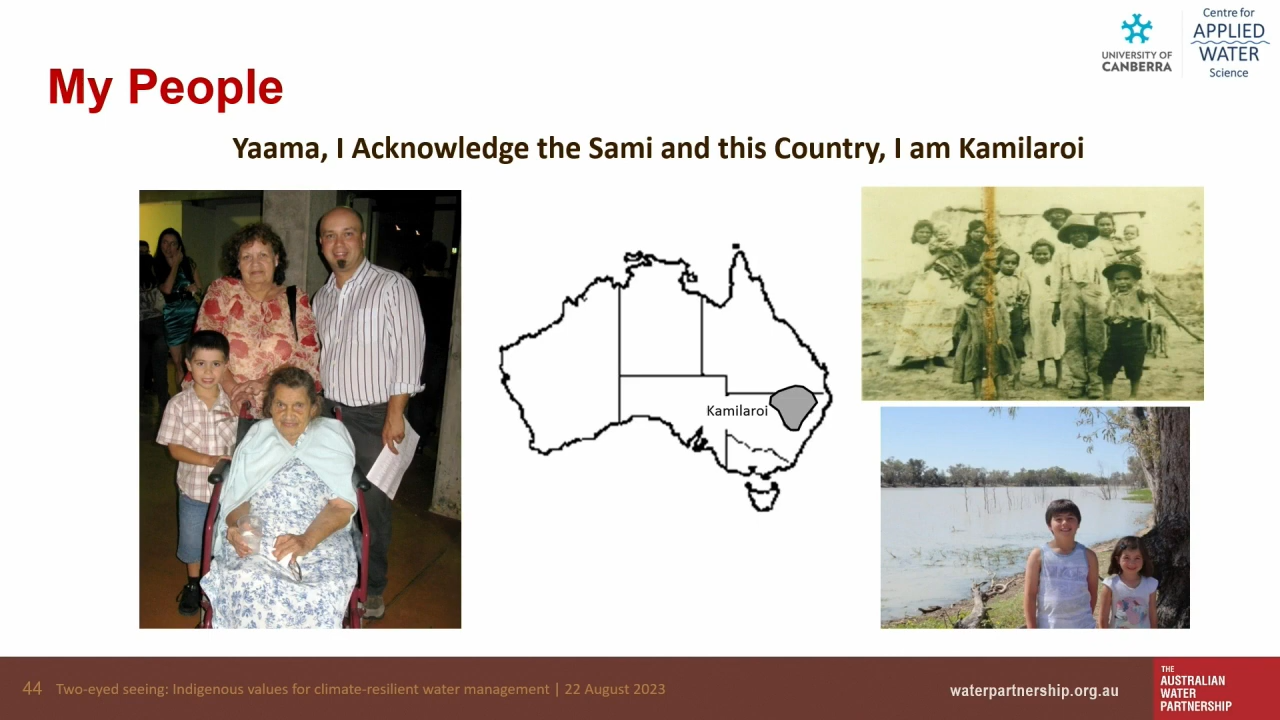 UNIVERSITY OF
CANBERRA
Centre for
APPLIED
WATER
Science
My People
Yaama, I Acknowledge the Sami and this Country, I am Kamilaroi
Kamilaroi
44 Two-eyed seeing: Indigenous values for climate-resilient water management | 22 August 2023
waterpartnership.org.au
THE
AUSTRALIAN
WATER
PARTNERSHIP